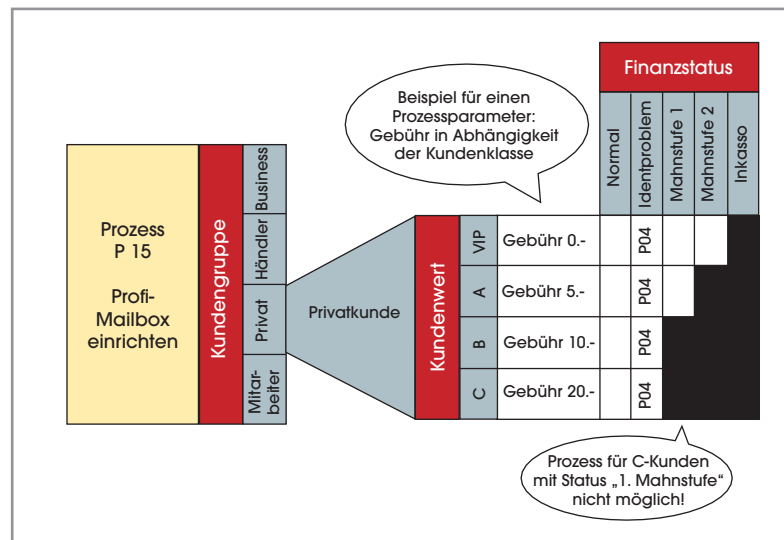 Finanzstatus
Normal
Identproblem
Mahnstufe 1
Mahnstufe 2
Inkasso
Beispiel für einen
Prozessparameter:
Gebühr in Abhängigkeit
der Kundenklasse
Prozess
P 15
Profi-
Mailbox
einrichten
Kundengruppe
Business
Händler
Privat
Mitar-
beiter
Privatkunde
Kundenwert
VIP
Gebühr 0.-
P04
A
Gebühr 5.-
P04
B
Gebühr 10.-
P04
C
Gebühr 20.-
P04
Prozess für C-Kunden
mit Status „1. Mahnstufe“
nicht möglich!